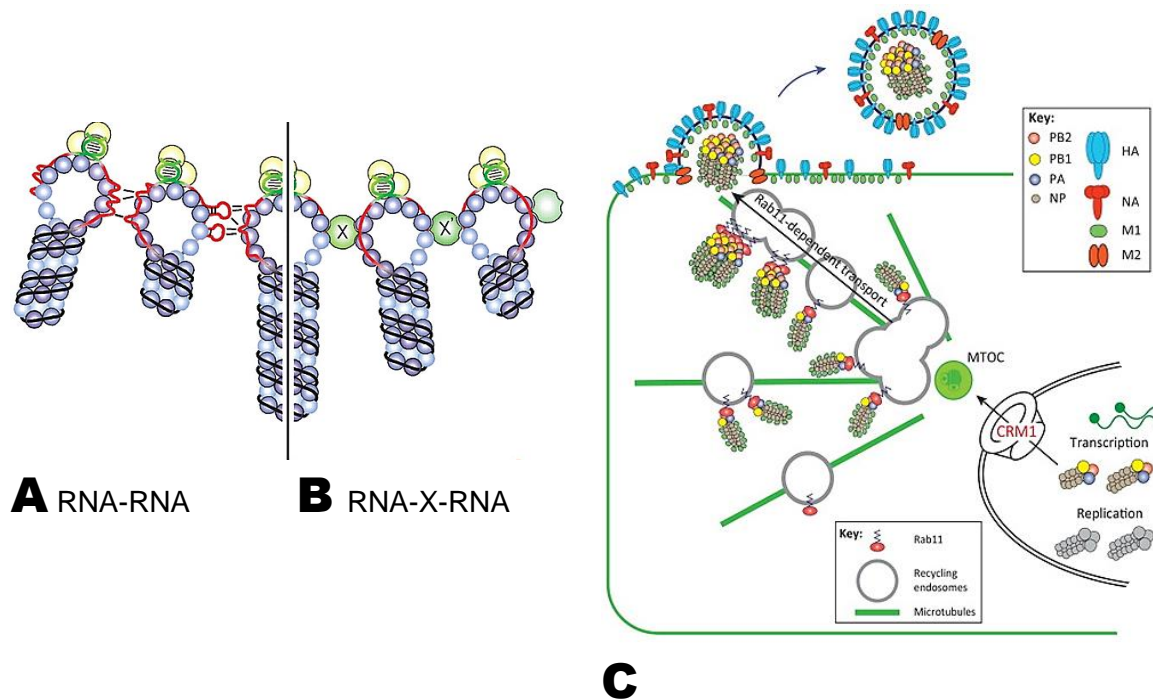 X
X'
A RNA-RNA
B RNA-X-RNA
Key:
PB2
PB1
PA
NP
HA
NA
M1
M2
Rab11-dependent transport
MTOC
CRM1
Transcription
Replication
Key:
Rab11
Recycling
endosomes
Microtubules
C